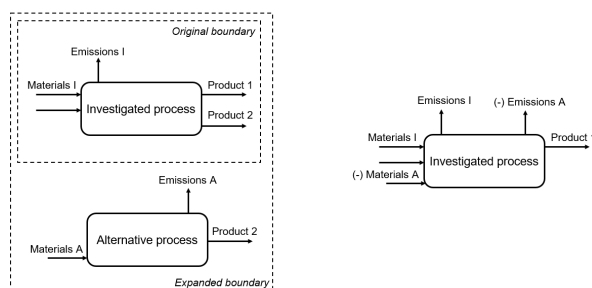 Original boundary
Emissions I
Materials I
Product 1
Investigated process
Product 2
Emissions A
Alternative process
Product 2
Materials A
Expanded boundary
Emissions I
(-) Emissions A
Materials I
Product 1
Investigated process
(-) Materials A